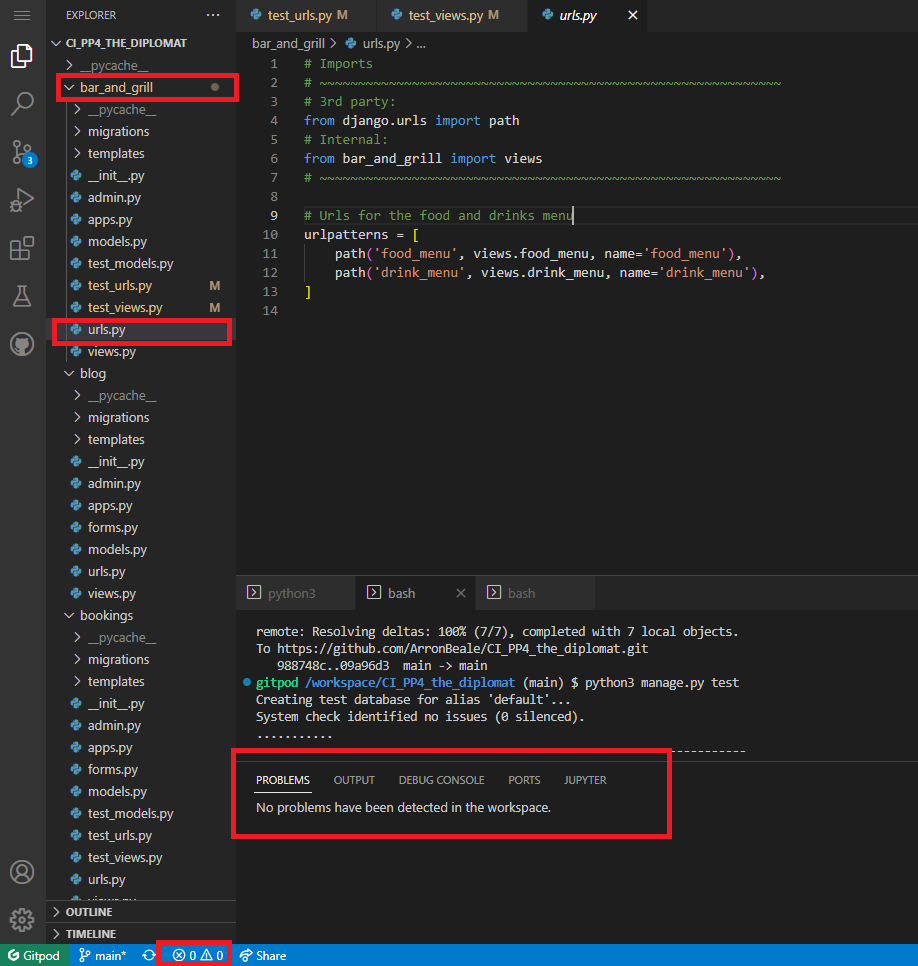 EXPLORER
CI_PP4_THE_DIPLOMAT
__pycache__
bar_and_grill
__pycache__
migrations
templates
__init__.py
admin.py
apps.py
models.py
test_models.py
test_urls.py M
test_views.py M
urls.py
views.py
blog
__pycache__
migrations
templates
__init__.py
admin.py
apps.py
forms.py
models.py
urls.py
views.py
bookings
__pycache__
migrations
templates
__init__.py
admin.py
apps.py
forms.py
models.py
test_models.py
test_urls.py
test_views.py
urls.py
views.py
OUTLINE
TIMELINE
3
test_urls.py M test_views.py M urls.py
bar_and_grill > urls.py > ...
1 # Imports
2 # ~~~~~~~~~~~~~~~~~~~~~~~~~~~~~~~~~~~~~~~~~~~~~~~~~~~~~~~~~~~~
3 # 3rd party:
4 from django.urls import path
5 # Internal:
6 from bar_and_grill import views
7 # ~~~~~~~~~~~~~~~~~~~~~~~~~~~~~~~~~~~~~~~~~~~~~~~~~~~~~~~~~~~~
8
9 # Urls for the food and drinks menu
10 urlpatterns = [
11 path('food_menu', views.food_menu, name='food_menu'),
12 path('drink_menu', views.drink_menu, name='drink_menu'),
13 ]
14
python3 bash bash
remote: Resolving deltas: 100% (7/7), completed with 7 local objects.
To https://github.com/ArronBeale/CI_PP4_the_diplomat.git
988748c..09a96d3 main -> main
gitpod /workspace/CI_PP4_the_diplomat (main) $ python3 manage.py test
Creating test database for alias 'default'...
System check identified no issues (0 silenced).
...........
PROBLEMS OUTPUT DEBUG CONSOLE PORTS JUPYTER
No problems have been detected in the workspace.
Gitpod main* 0 0 Share